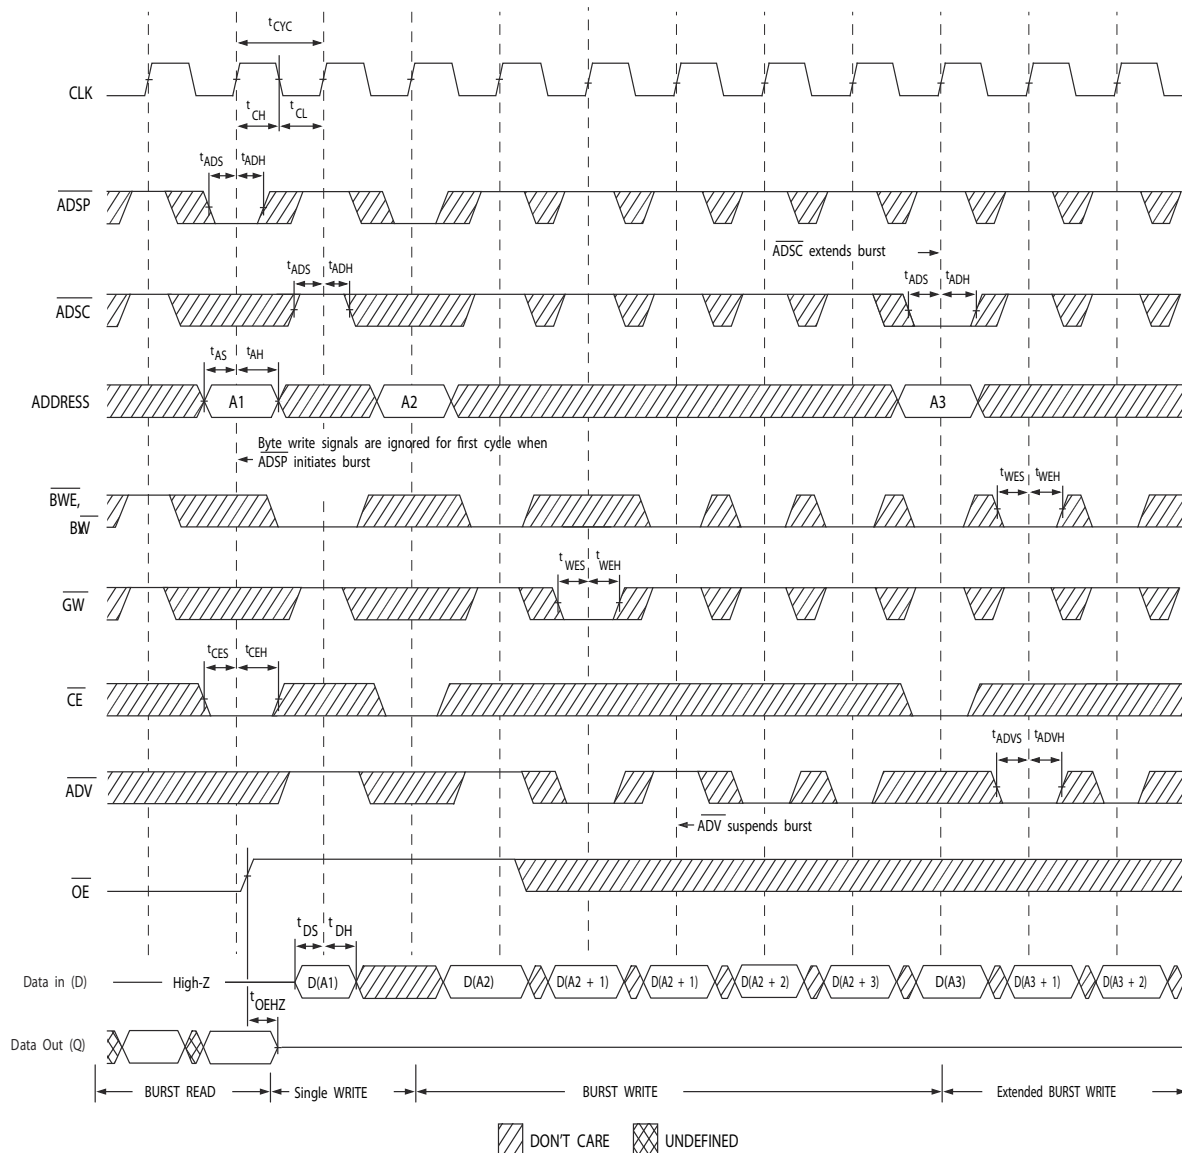 tCYC
CLK
tCH tCL
tADS tADH
ADSP
ADSC extends burst
tADS tADH tADS tADH
ADSC
tAS tAH
ADDRESS A1 A2 A3
Byte write signals are ignored for first cycle when
ADSP initiates burst
tWES tWEH
BWE,
BW
tWES tWEH
GW
tCES tCEH
CE
tADVS tADVH
ADV
ADV suspends burst
OE
tDS tDH
Data in (D) High-Z D(A1) D(A2) D(A2 + 1) D(A2 + 1) D(A2 + 2) D(A2 + 3) D(A3) D(A3 + 1) D(A3 + 2)
tOEHZ
Data Out (Q)
BURST READ Single WRITE BURST WRITE Extended BURST WRITE
DON'T CARE UNDEFINED